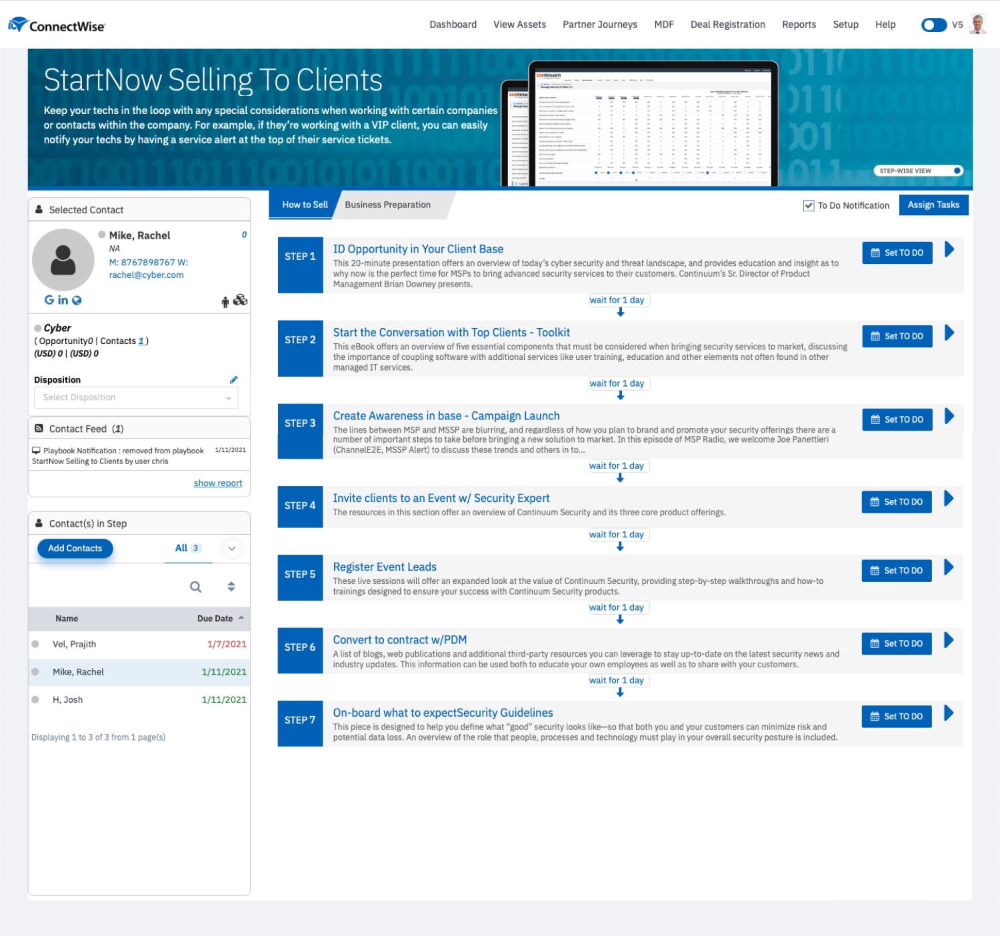 ConnectWise
Dashboard View Assets Partner Journeys MDF Deal Registration Reports Setup Help V5
StartNow Selling To Clients
Keep your techs in the loop with any special considerations when working with certain companies
or contacts within the company. For example, if they’re working with a VIP client, you can easily
notify your techs by having a service alert at the top of their service tickets.
continuum
Manage Security Profiles
STEP-WISE VIEW
Selected Contact
Mike, Rachel 0
NA
M: 8767898767 W:
rachel@cyber.com
Cyber
( Opportunity0 | Contacts 1 )
(USD) 0 | (USD) 0
Disposition
Select Disposition
Contact Feed (1)
Playbook Notification : removed from playbook 1/11/2021
StartNow Selling to Clients by user chris
show report
Contact(s) in Step
Add Contacts All 3
Name Due Date
Vel, Prajith 1/7/2021
Mike, Rachel 1/11/2021
H, Josh 1/11/2021
Displaying 1 to 3 of 3 from 1 page(s)
How to Sell Business Preparation To Do Notification Assign Tasks
STEP 1
ID Opportunity in Your Client Base
This 20-minute presentation offers an overview of today’s cyber security and threat landscape, and provides education and insight as to
why now is the perfect time for MSPs to bring advanced security services to their customers. Continuum’s Sr. Director of Product
Management Brian Downey presents.
Set TO DO
wait for 1 day
STEP 2
Start the Conversation with Top Clients - Toolkit
This eBook offers an overview of five essential components that must be considered when bringing security services to market, discussing
the importance of coupling software with additional services like user training, education and other elements not often found in other
managed IT services.
Set TO DO
wait for 1 day
STEP 3
Create Awareness in base - Campaign Launch
The lines between MSP and MSSP are blurring, and regardless of how you plan to brand and promote your security offerings there are a
number of important steps to take before bringing a new solution to market. In this episode of MSP Radio, we welcome Joe Panettieri
(ChannelE2E, MSSP Alert) to discuss these trends and others in to...
Set TO DO
wait for 1 day
STEP 4
Invite clients to an Event w/ Security Expert
The resources in this section offer an overview of Continuum Security and its three core product offerings.
Set TO DO
wait for 1 day
STEP 5
Register Event Leads
These live sessions will offer an expanded look at the value of Continuum Security, providing step-by-step walkthroughs and how-to
trainings designed to ensure your success with Continuum Security products.
Set TO DO
wait for 1 day
STEP 6
Convert to contract w/PDM
A list of blogs, web publications and additional third-party resources you can leverage to stay up-to-date on the latest security news and
industry updates. This information can be used both to educate your own employees as well as to share with your customers.
Set TO DO
wait for 1 day
STEP 7
On-board what to expectSecurity Guidelines
This piece is designed to help you define what “good” security looks like—so that both you and your customers can minimize risk and
potential data loss. An overview of the role that people, processes and technology must play in your overall security posture is included.
Set TO DO